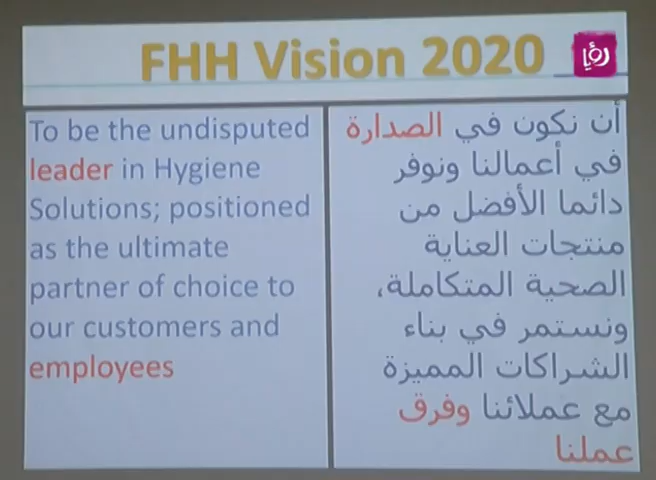 FHH Vision 2020
رؤيا
To be the undisputed
leader in Hygiene
Solutions; positioned
as the ultimate
partner of choice to
our customers and
employees
أن نكون في الصدارة
في أعمالنا ونوفر
دائما الأفضل من
منتجات العناية
الصحية المتكاملة،
ونستمر في بناء
الشراكات المميزة
مع عملائنا وفرق
عملنا